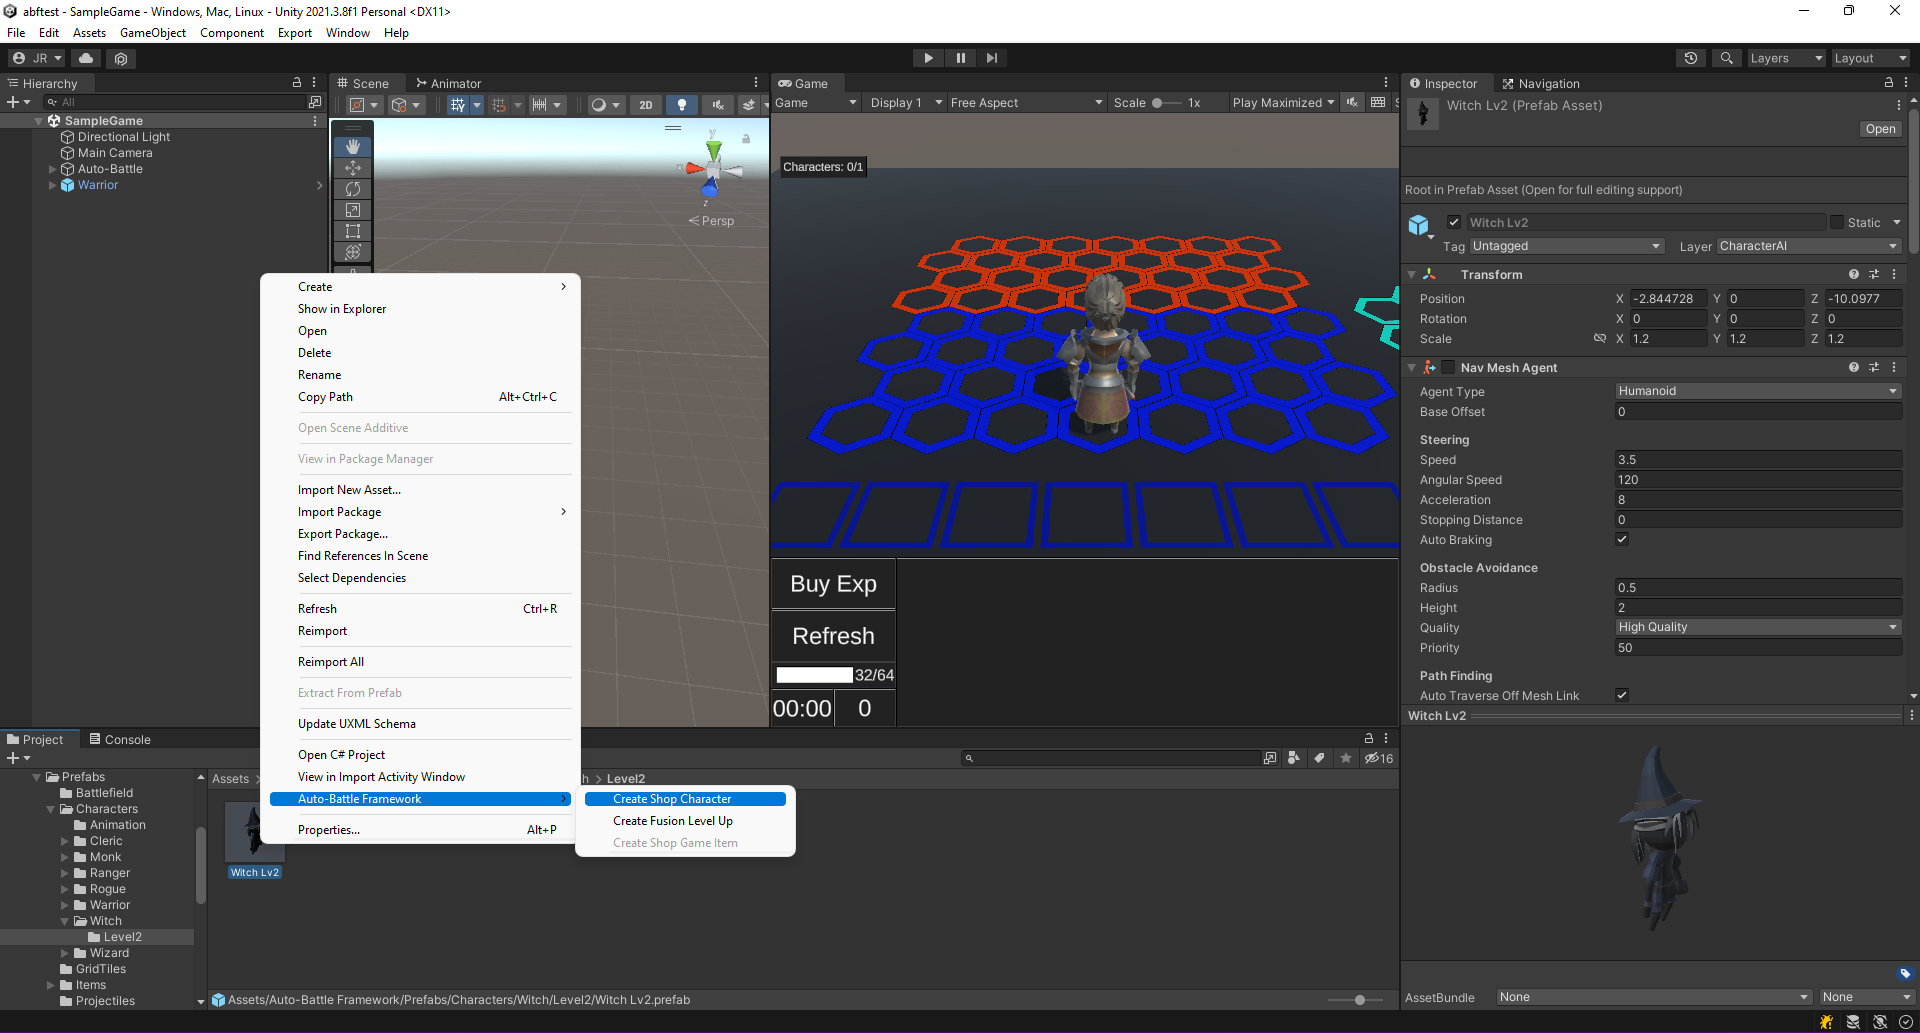 abftest - SampleGame - Windows, Mac, Linux - Unity 2021.3.8f1 Personal <DX11>
File Edit Assets GameObject Component Export Window Help
JR Layers Layout
Hierarchy
All
SampleGame
Directional Light
Main Camera
Auto-Battle
Warrior
Scene Animator
2D
y
x
z
Persp
Game
Game Display 1 Free Aspect Scale 1x Play Maximized
Characters: 0/1
Buy Exp
Refresh
32/64
00:00 0
Create
Show in Explorer
Open
Delete
Rename
Copy Path Alt+Ctrl+C
Open Scene Additive
View in Package Manager
Import New Asset...
Import Package
Export Package...
Find References In Scene
Select Dependencies
Refresh Ctrl+R
Reimport
Reimport All
Extract From Prefab
Update UXML Schema
Open C# Project
View in Import Activity Window
Auto-Battle Framework
Properties... Alt+P
Create Shop Character
Create Fusion Level Up
Create Shop Game Item
Project Console
16
Prefabs
Battlefield
Characters
Animation
Cleric
Monk
Ranger
Rogue
Warrior
Witch
Level2
Wizard
GridTiles
Items
Projectiles
Assets > h > Level2
Witch Lv2
Assets/Auto-Battle Framework/Prefabs/Characters/Witch/Level2/Witch Lv2.prefab
Inspector Navigation
Witch Lv2 (Prefab Asset)
Open
Root in Prefab Asset (Open for full editing support)
Witch Lv2 Static
Tag Untagged Layer CharacterAI
Transform
Position X -2.844728 Y 0 Z -10.0977
Rotation X 0 Y 0 Z 0
Scale X 1.2 Y 1.2 Z 1.2
Nav Mesh Agent
Agent Type Humanoid
Base Offset 0
Steering
Speed 3.5
Angular Speed 120
Acceleration 8
Stopping Distance 0
Auto Braking
Obstacle Avoidance
Radius 0.5
Height 2
Quality High Quality
Priority 50
Path Finding
Auto Traverse Off Mesh Link
Witch Lv2
AssetBundle None None